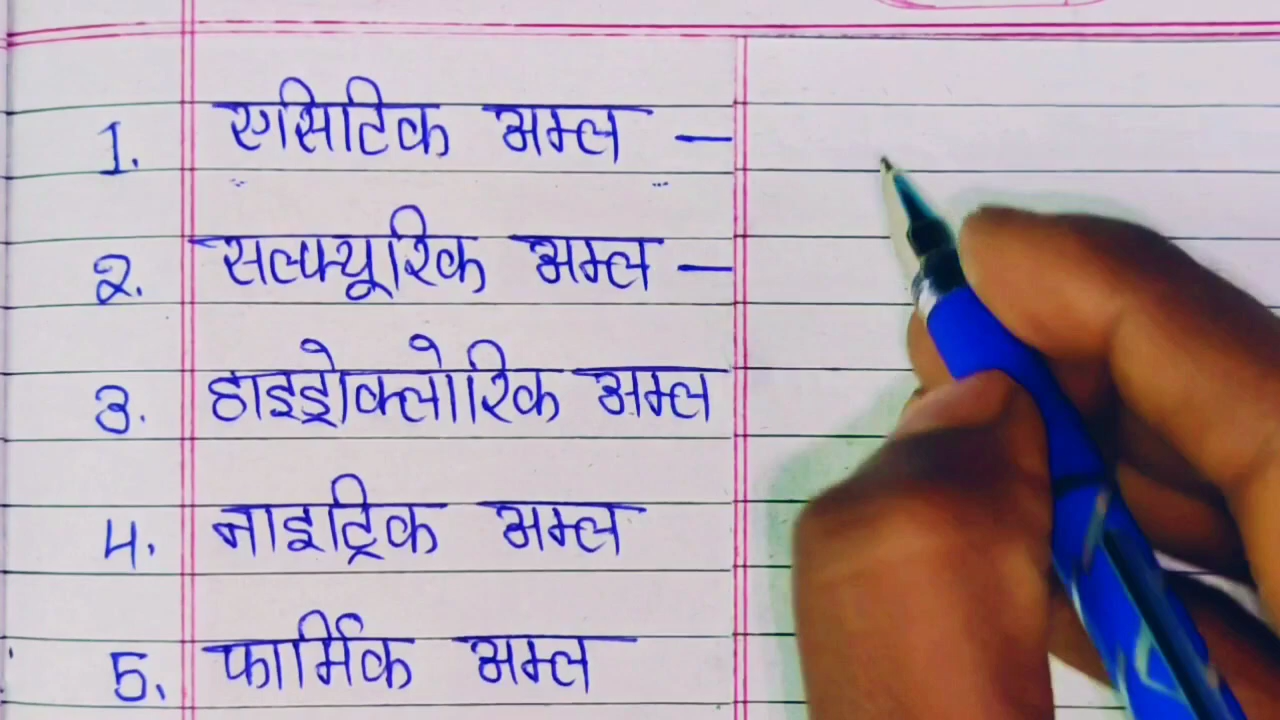 1. एसिटिक अम्ल —
2. सल्फ्यूरिक अम्ल —
3. हाइड्रोक्लोरिक अम्ल
4. नाइट्रिक अम्ल
5. फार्मिक अम्ल